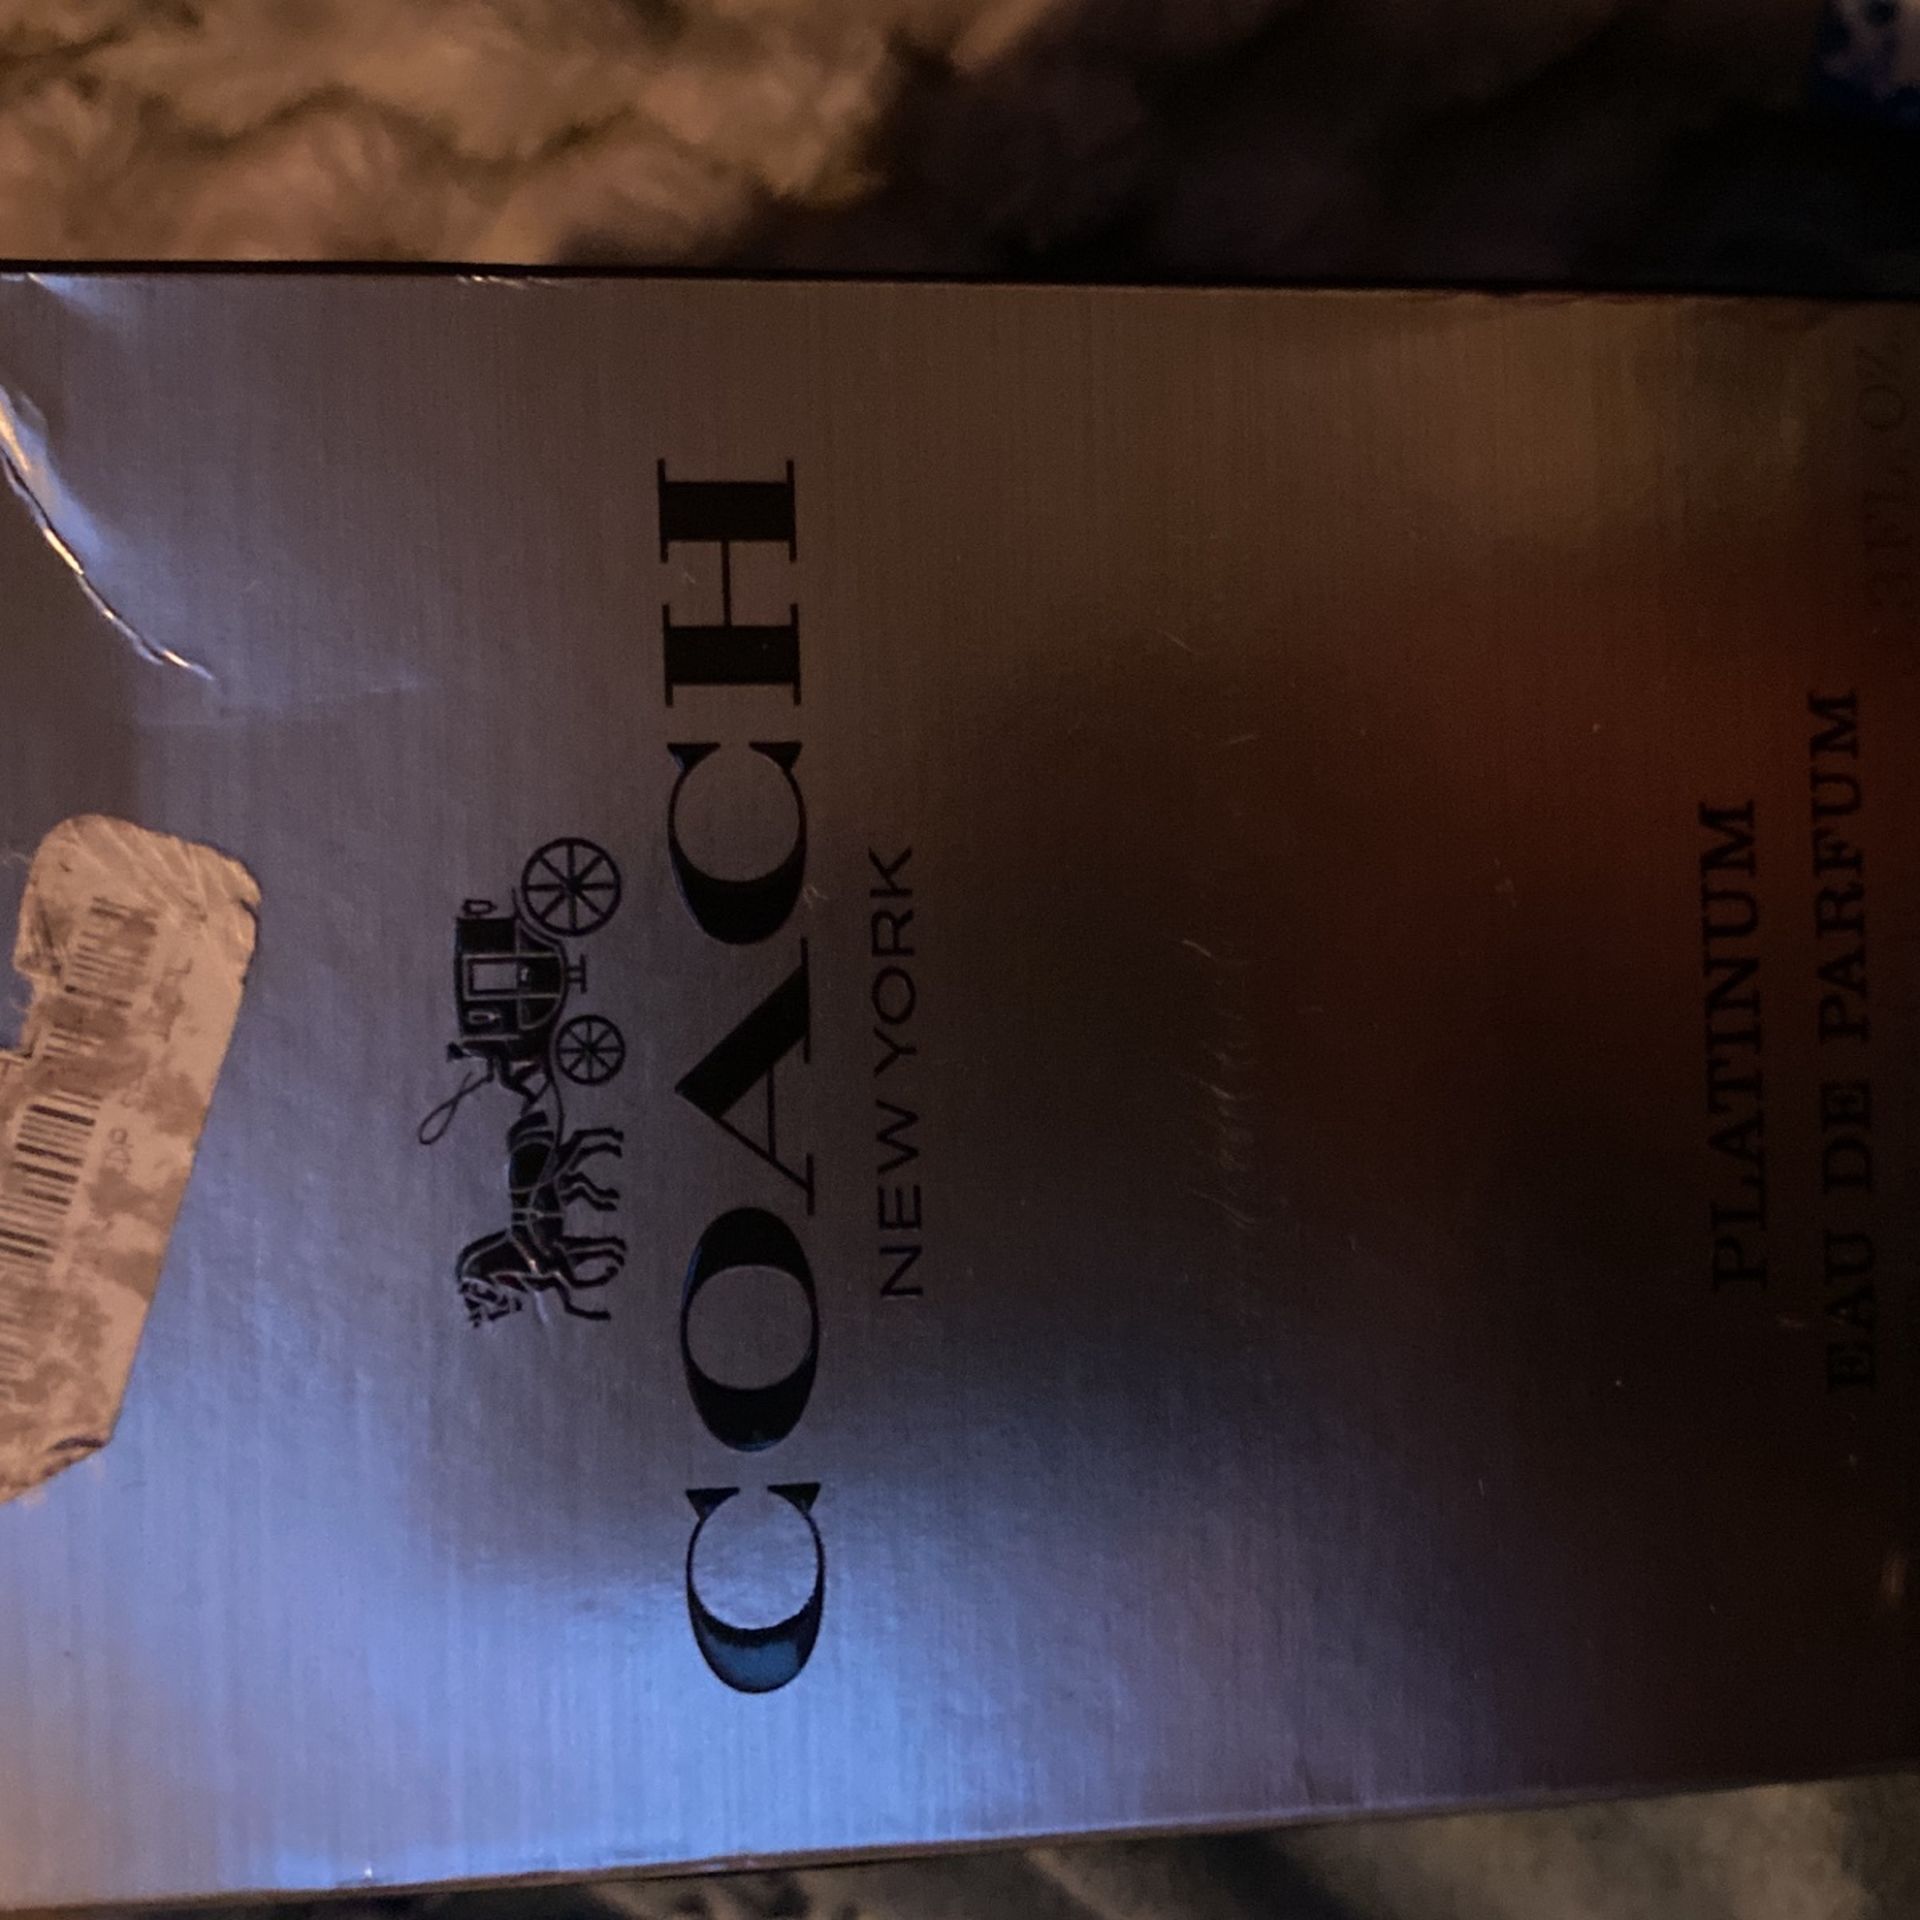 COACH
NEW YORK
PLATINUM
EAU DE PARFUM